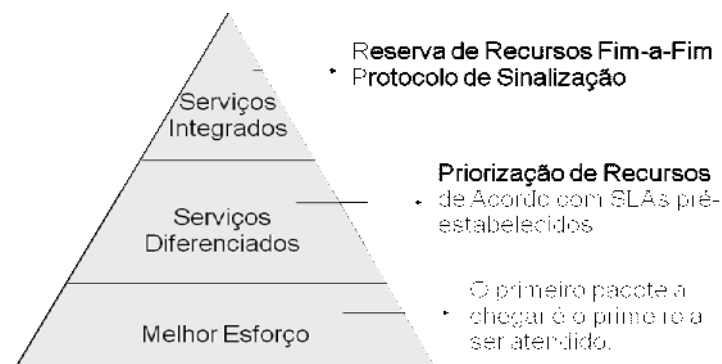 Reserva de Recursos Fim-a-Fim
Protocolo de Sinalização
Serviços
Integrados
Priorização de Recursos
de Acordo com SLAs pré-
estabelecidos
Serviços
Diferenciados
O primeiro pacote a
chegar é o primeiro a
ser atendido.
Melhor Esforço